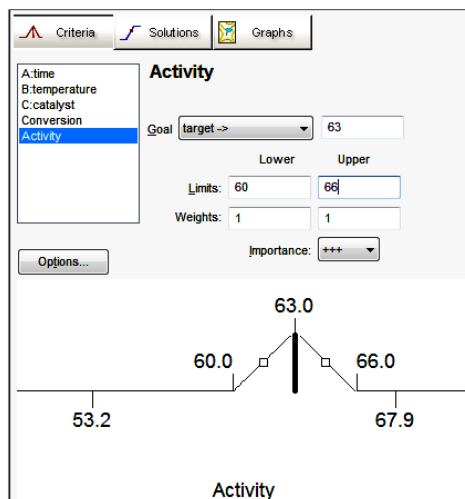 Criteria Solutions Graphs
A:time
B:temperature
C:catalyst
Conversion
Activity
Activity
Goal target -> 63
Lower Upper
Limits: 60 66
Weights: 1 1
Importance: +++
Options...
63.0
60.0 66.0
53.2 67.9
Activity